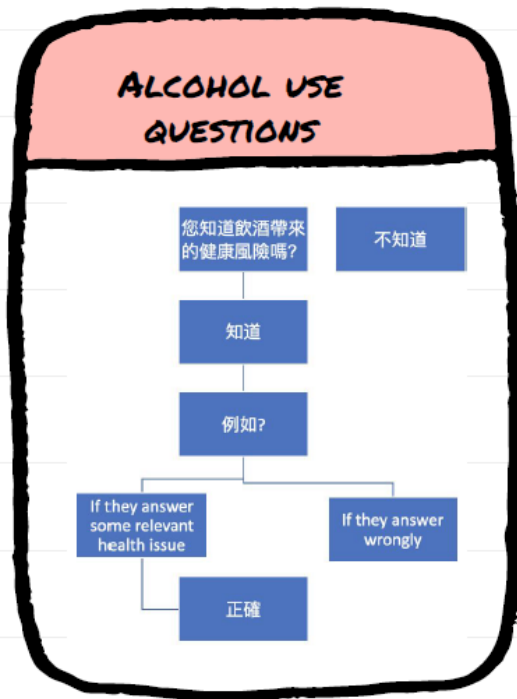 ALCOHOL USE
QUESTIONS
您知道飲酒帶來
的健康風險嗎?
不知道
知道
例如?
If they answer
some relevant
health issue
If they answer
wrongly
正確